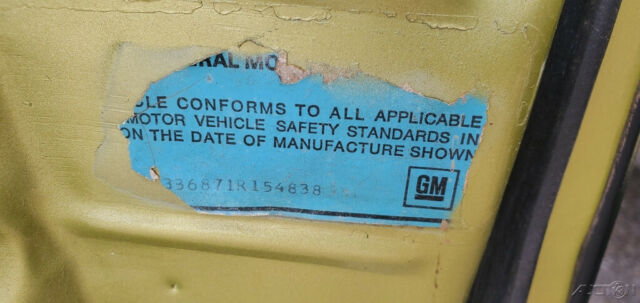 ERAL MO
CLE CONFORMS TO ALL APPLICABLE
MOTOR VEHICLE SAFETY STANDARDS IN
ON THE DATE OF MANUFACTURE SHOWN
336871R154838
GM